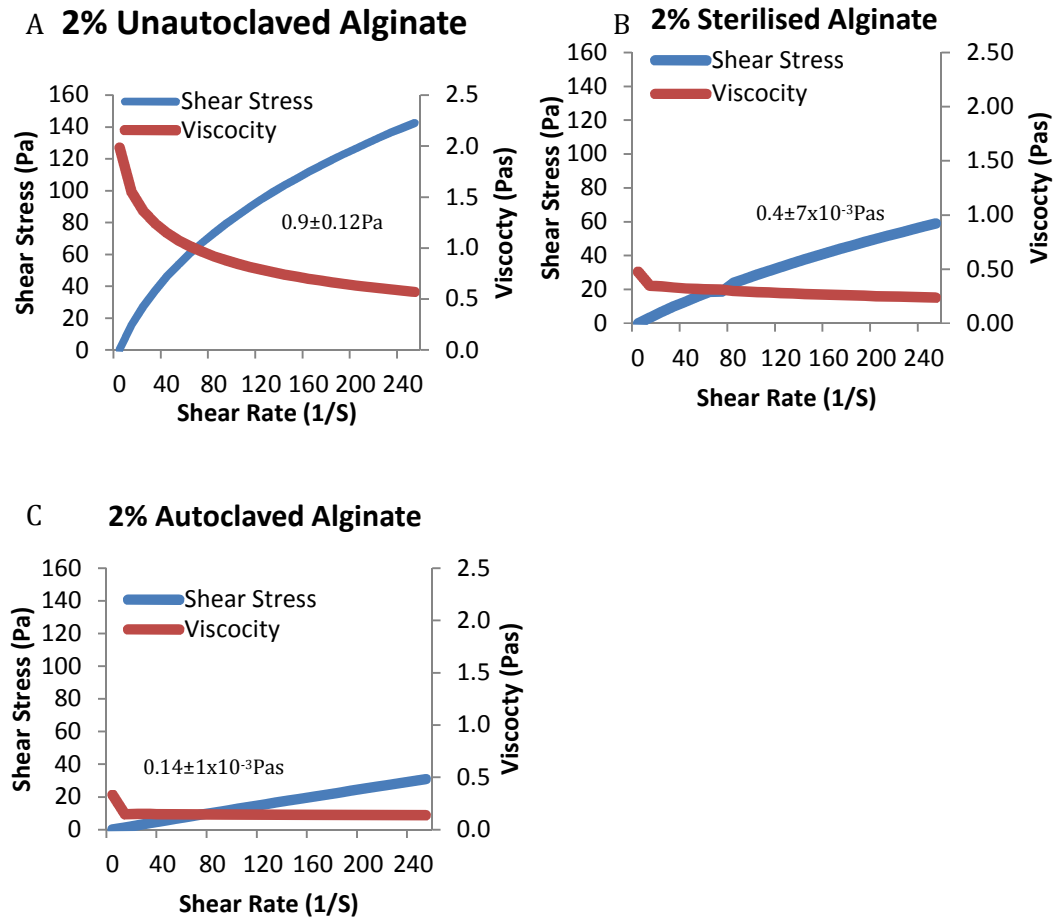 A 2% Unautoclaved Alginate
160
140
120
100
80
60
40
20
0
Shear Stress (Pa)
Shear Stress
Viscocity
0.9±0.12Pa
2.5
2.0
1.5
1.0
0.5
0.0
Viscocty (Pas)
0 40 80 120 160 200 240
Shear Rate (1/S)
B 2% Sterilised Alginate
160
140
120
100
80
60
40
20
0
Shear Stress (Pa)
Shear Stress
Viscocity
0.4±7x10⁻³Pas
2.50
2.00
1.50
1.00
0.50
0.00
Viscocty (Pas)
0 40 80 120 160 200 240
Shear Rate (1/S)
C 2% Autoclaved Alginate
160
140
120
100
80
60
40
20
0
Shear Stress (Pa)
Shear Stress
Viscocity
0.14±1x10⁻³Pas
2.5
2.0
1.5
1.0
0.5
0.0
Viscocty (Pas)
0 40 80 120 160 200 240
Shear Rate (1/S)